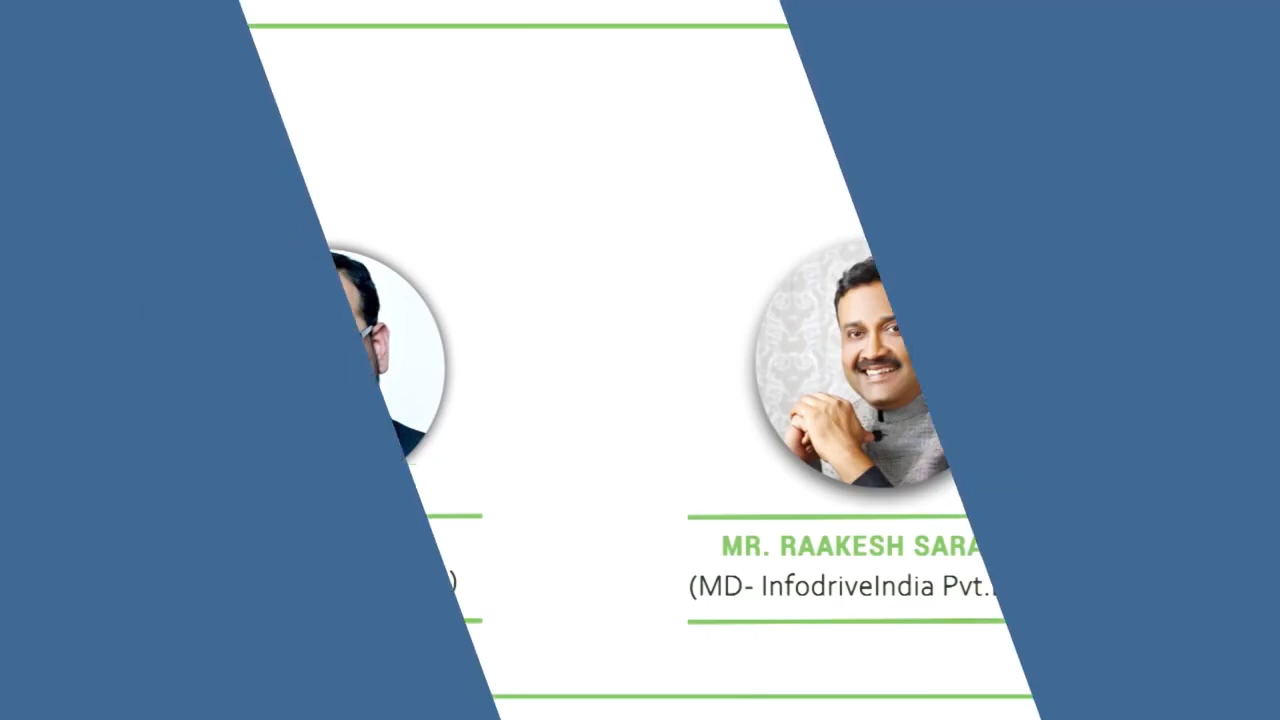 MR. RAAKESH SARA
)
(MD- InfodriveIndia Pvt.